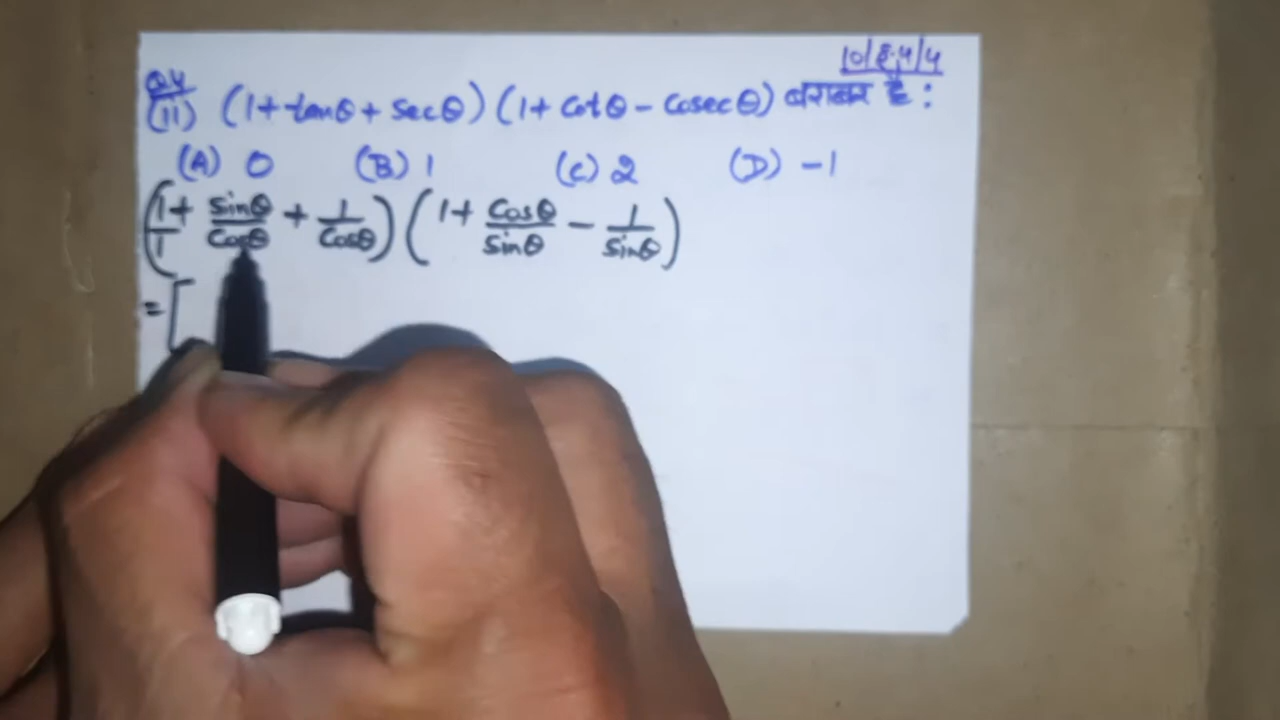 10/8.4/4
Q4
(ii) (1+tanθ + secθ) (1+ cotθ − cosecθ) बराबर है :
(A) 0 (B) 1 (C) 2 (D) −1
(1/1 + sinθ/cosθ + 1/cosθ) (1+ cosθ/sinθ − 1/sinθ)
= [